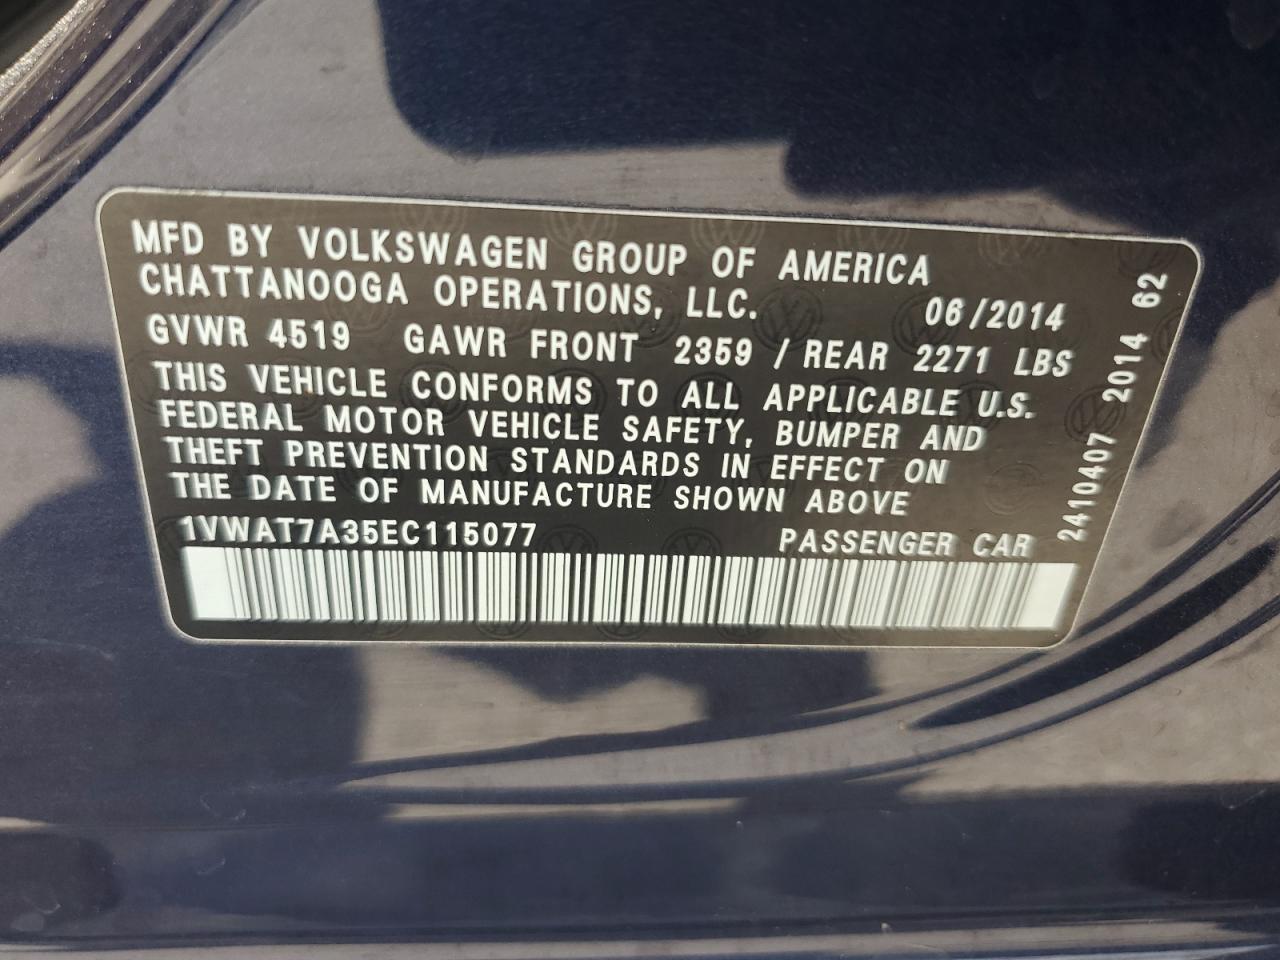 MFD BY VOLKSWAGEN GROUP OF AMERICA
CHATTANOOGA OPERATIONS, LLC. 06/2014
GVWR 4519 GAWR FRONT 2359 / REAR 2271 LBS
THIS VEHICLE CONFORMS TO ALL APPLICABLE U.S.
FEDERAL MOTOR VEHICLE SAFETY, BUMPER AND
THEFT PREVENTION STANDARDS IN EFFECT ON
THE DATE OF MANUFACTURE SHOWN ABOVE
1VWAT7A35EC115077 PASSENGER CAR
2410407 2014 62